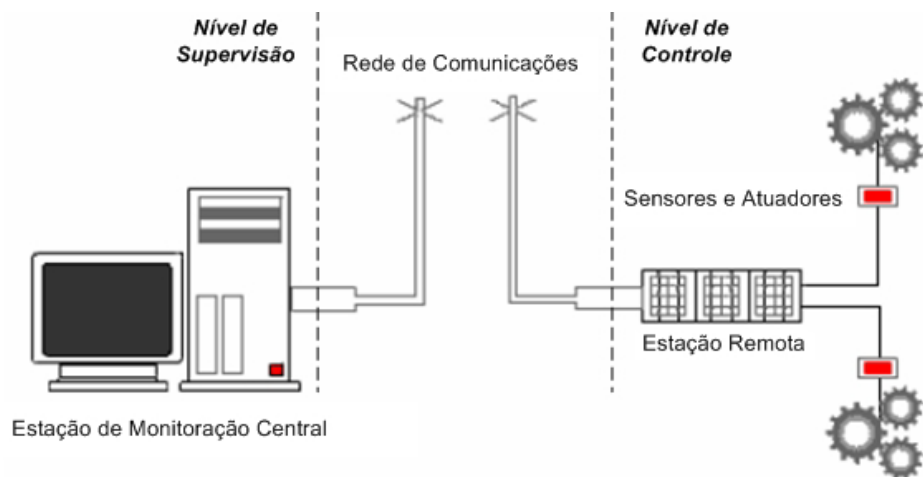 Nível de
Supervisão
Rede de Comunicações
Nível de
Controle
Sensores e Atuadores
Estação Remota
Estação de Monitoração Central